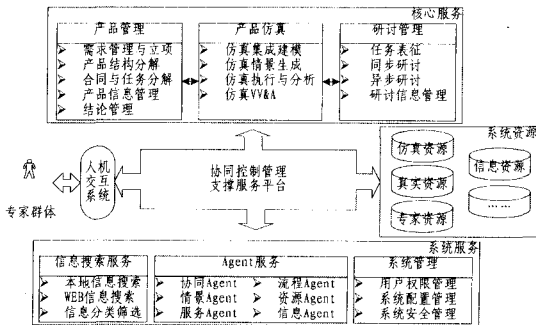 核心服务
产品管理
需求管理与立项
产品结构分解
合同与任务分解
产品信息管理
结论管理
产品仿真
仿真集成建模
仿真情景生成
仿真执行与分析
仿真VV&A
研讨管理
任务表征
同步研讨
异步研讨
研讨信息管理
专家群体
人机
交互
系统
协同控制管理
支撑服务平台
系统资源
仿真资源
真实资源
专家资源
信息资源
......
系统服务
信息搜索服务
本地信息搜索
WEB信息搜索
信息分类筛选
Agent服务
协同Agent
情景Agent
服务Agent
流程Agent
资源Agent
信息Agent
系统管理
用户权限管理
系统配置管理
系统安全管理